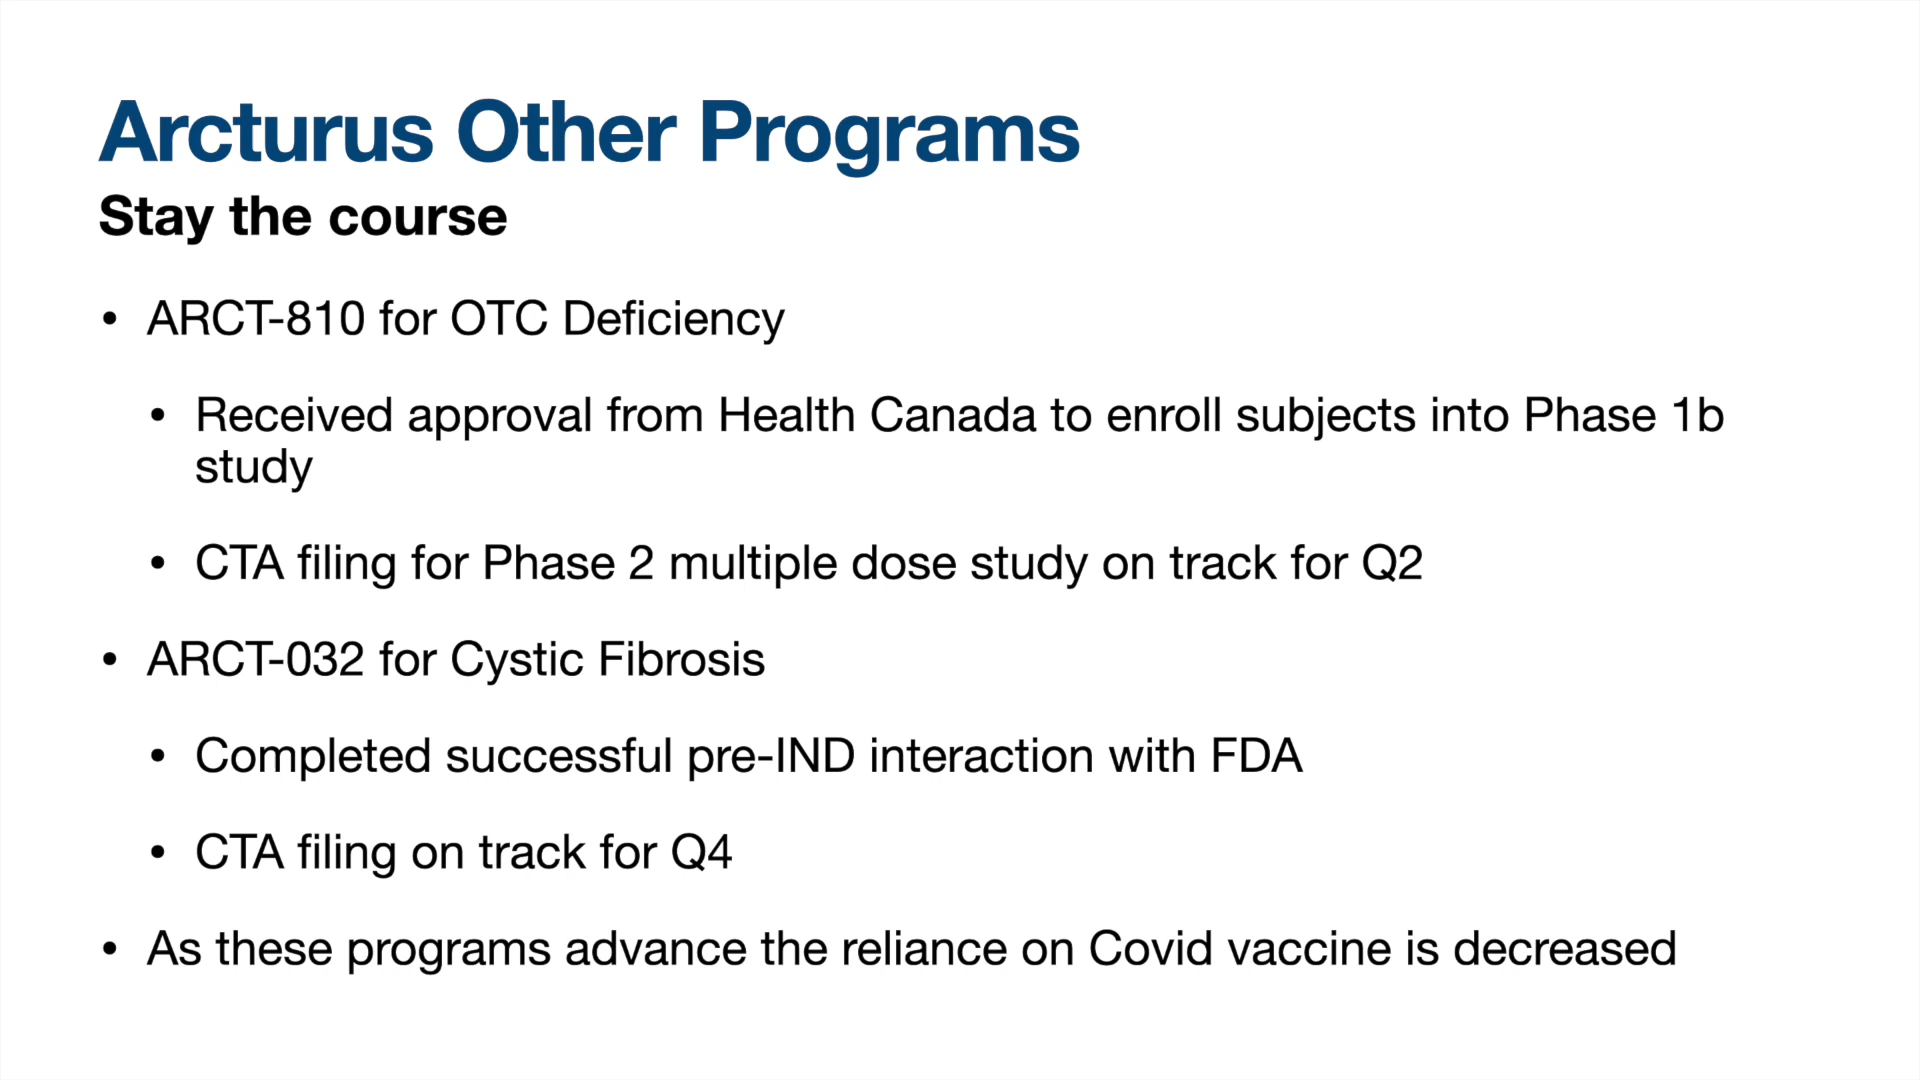 Arcturus Other Programs
Stay the course
• ARCT-810 for OTC Deficiency
• Received approval from Health Canada to enroll subjects into Phase 1b
study
• CTA filing for Phase 2 multiple dose study on track for Q2
• ARCT-032 for Cystic Fibrosis
• Completed successful pre-IND interaction with FDA
• CTA filing on track for Q4
• As these programs advance the reliance on Covid vaccine is decreased